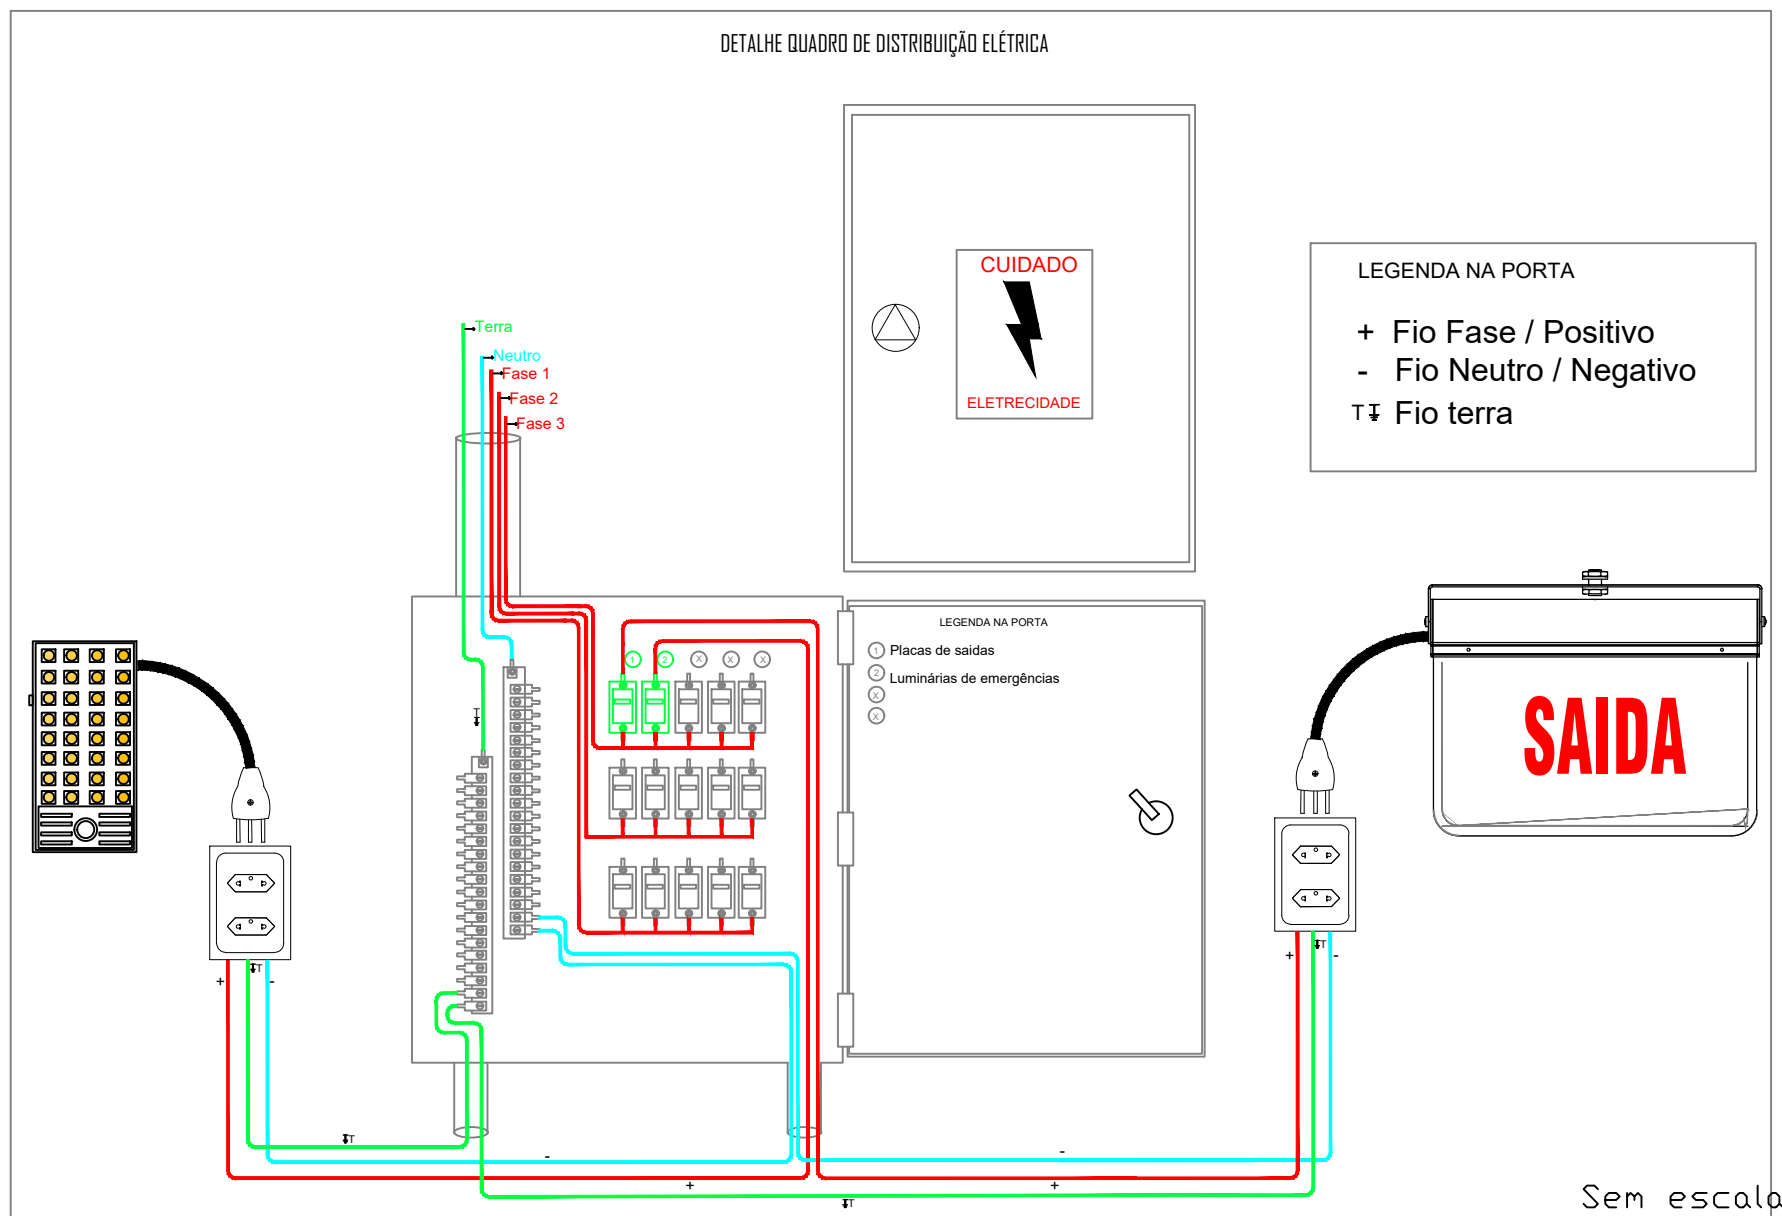 DETALHE QUADRO DE DISTRIBUIÇÃO ELÉTRICA
CUIDADO
ELETRECIDADE
LEGENDA NA PORTA
+ Fio Fase / Positivo
- Fio Neutro / Negativo
T Fio terra
Terra
Neutro
Fase 1
Fase 2
Fase 3
1 2 X X X
T
LEGENDA NA PORTA
1 Placas de saidas
2 Luminárias de emergências
X
X
SAIDA
+ T -
+ T -
T
-
-
+
+
T
Sem escala